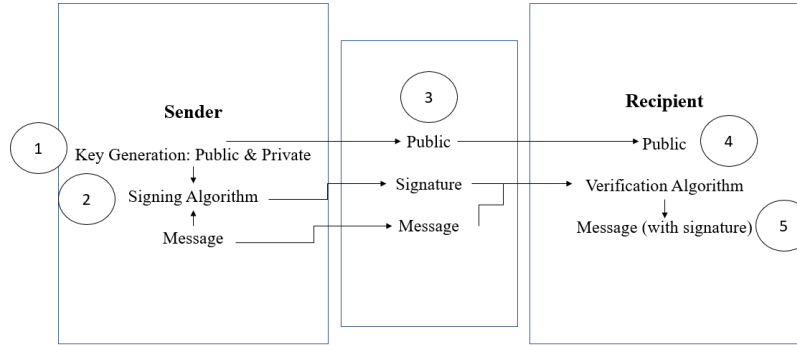 Sender
1
Key Generation: Public & Private
2
Signing Algorithm
Message
3
Public
Signature
Message
Recipient
Public
4
Verification Algorithm
Message (with signature)
5